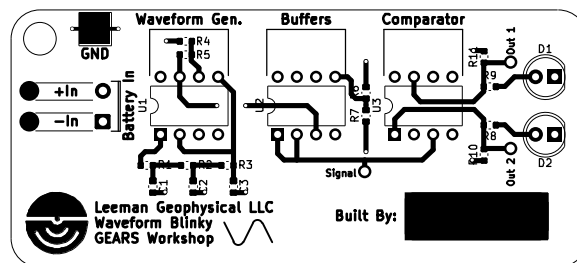 Waveform Gen. Buffers Comparator
GND
R4
R5
+In
-In
Battery In
U1
U2
R6
R7
U3
R10
Out 1
D1
R9
R8
R10
Out 2
D2
R1 R2 R3
C1 C2 C3
Signal
Leeman Geophysical LLC
Waveform Blinky
GEARS Workshop
Built By: